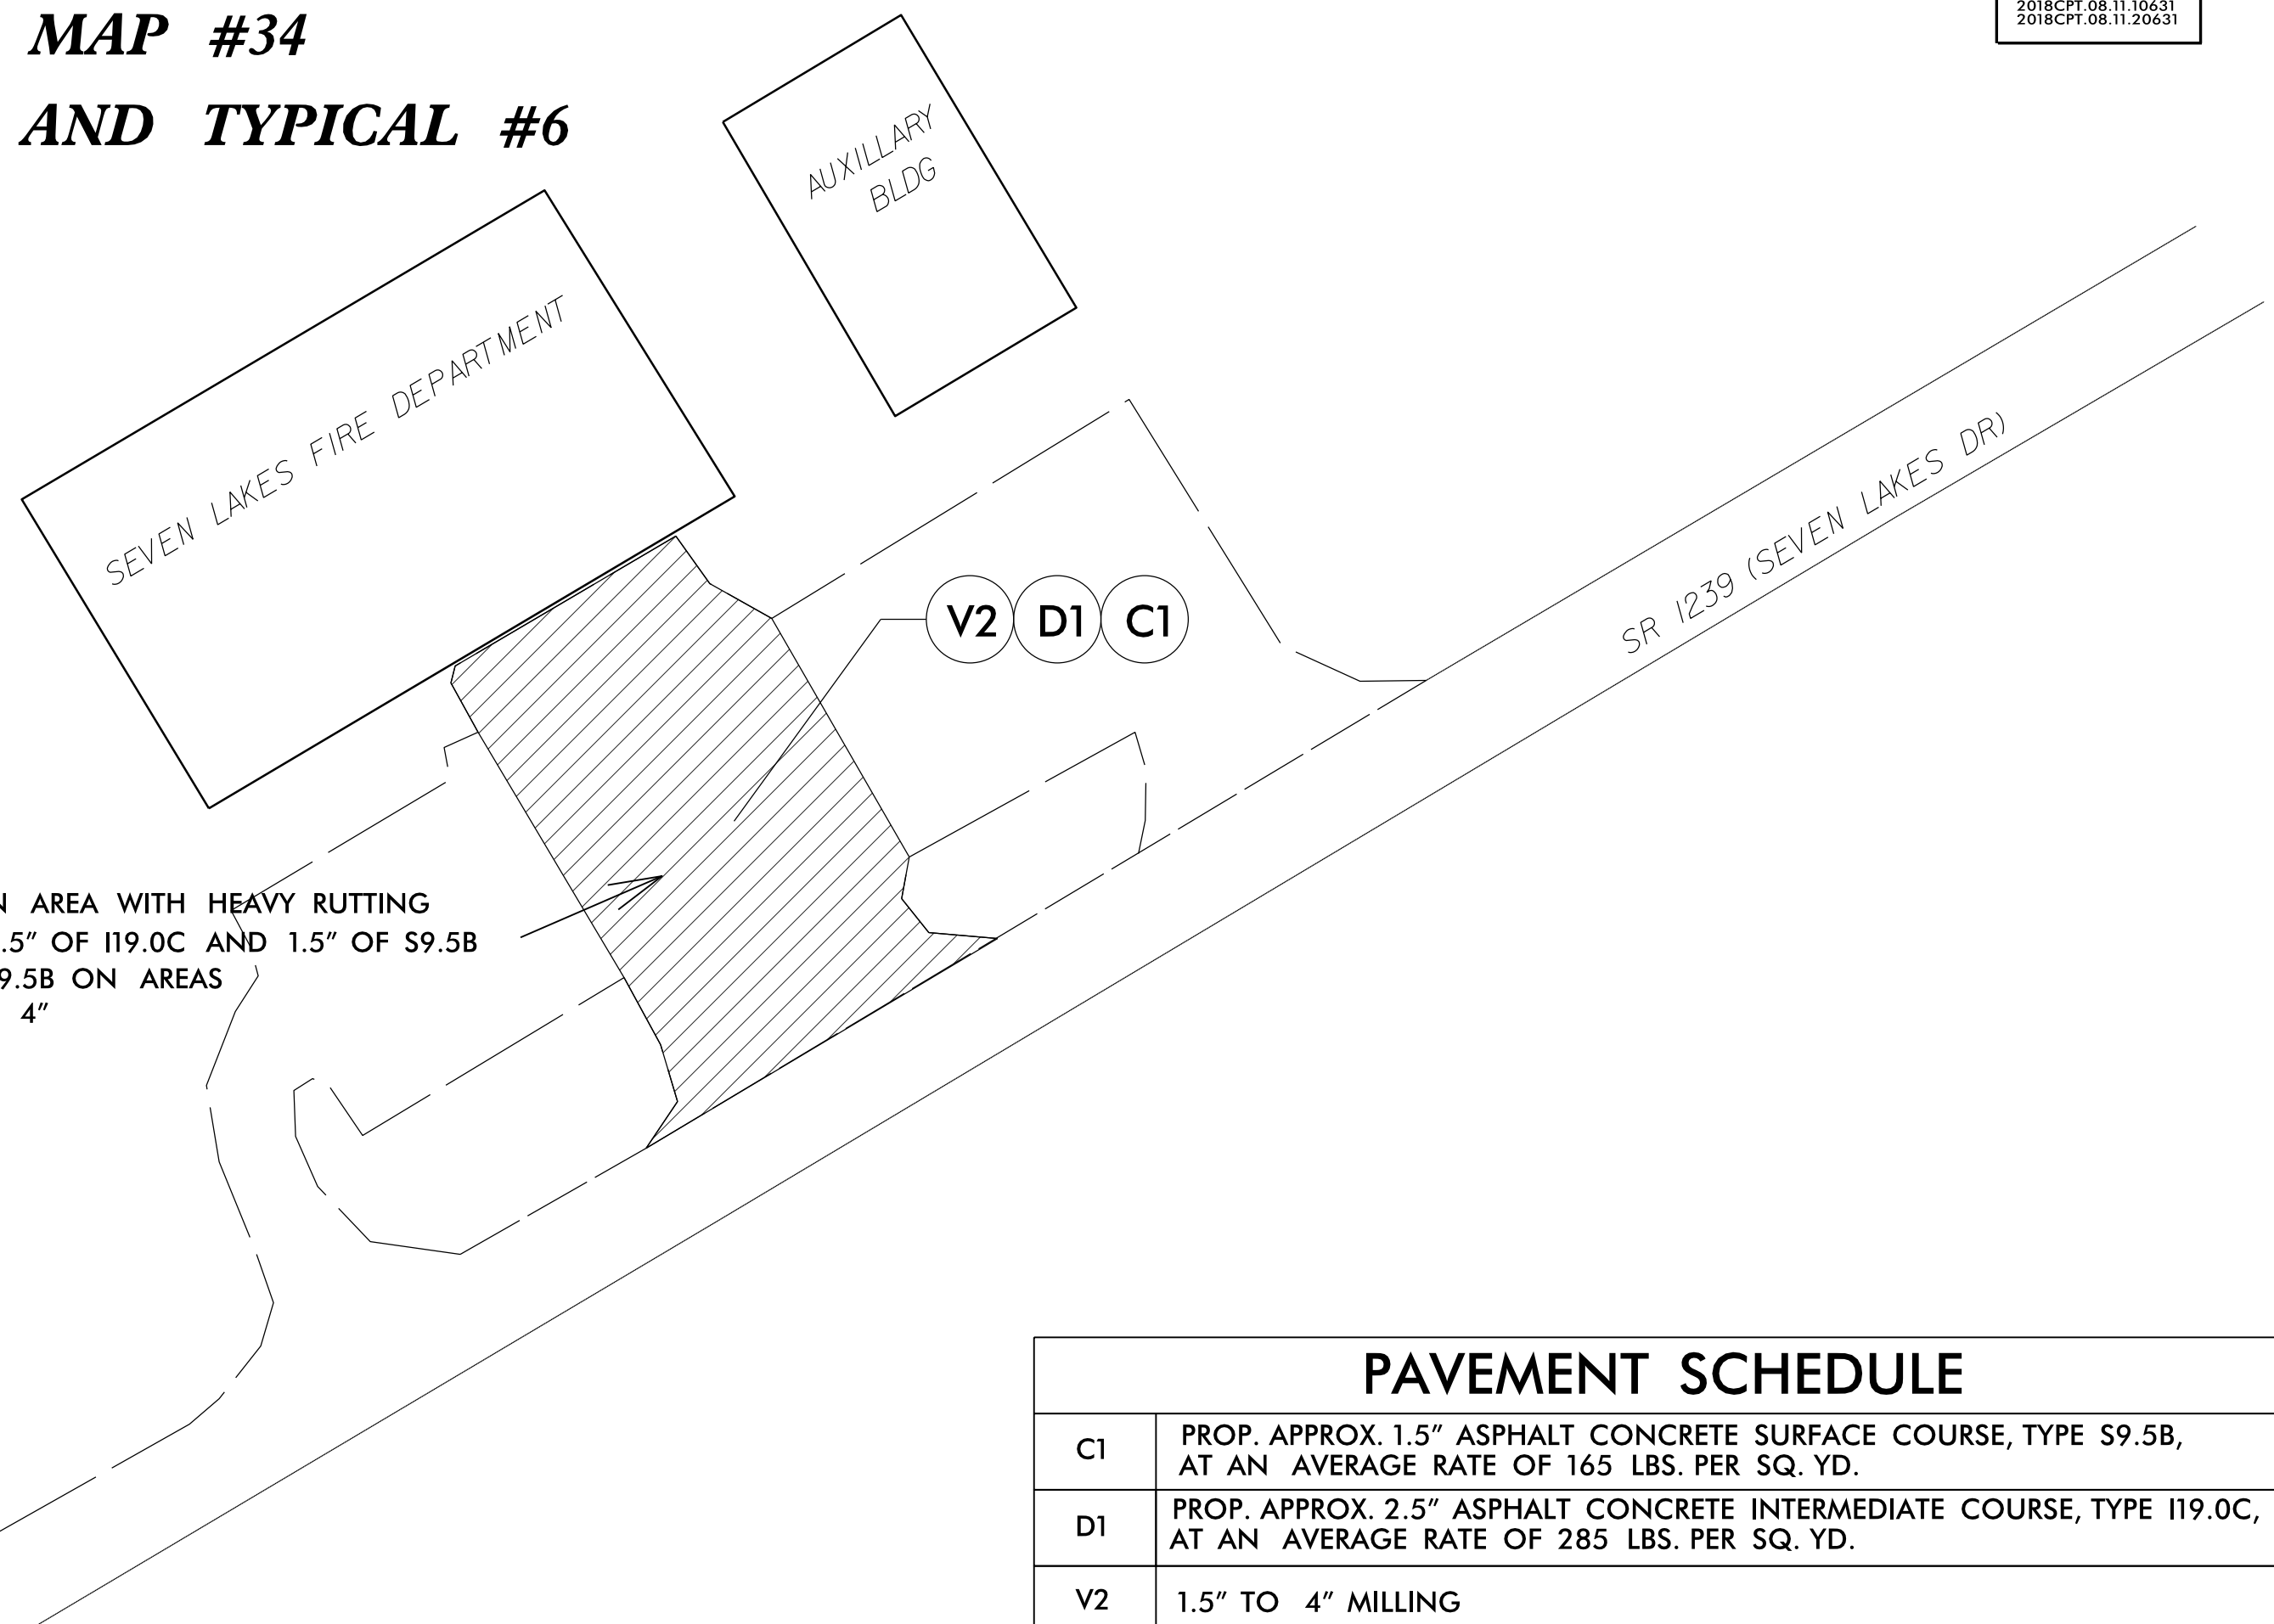 2018CPT.08.11.10631
2018CPT.08.11.20631
MAP #34
AND TYPICAL #6
AUXILLARY
BLDG
SEVEN LAKES FIRE DEPARTMENT
SR 1239 (SEVEN LAKES DR)
V2 D1 C1
AREA WITH HEAVY RUTTING
.5" OF I19.0C AND 1.5" OF S9.5B
9.5B ON AREAS
4"
PAVEMENT SCHEDULE
C1 PROP. APPROX. 1.5" ASPHALT CONCRETE SURFACE COURSE, TYPE S9.5B,
AT AN AVERAGE RATE OF 165 LBS. PER SQ. YD.
D1 PROP. APPROX. 2.5" ASPHALT CONCRETE INTERMEDIATE COURSE, TYPE I19.0C,
AT AN AVERAGE RATE OF 285 LBS. PER SQ. YD.
V2 1.5" TO 4" MILLING